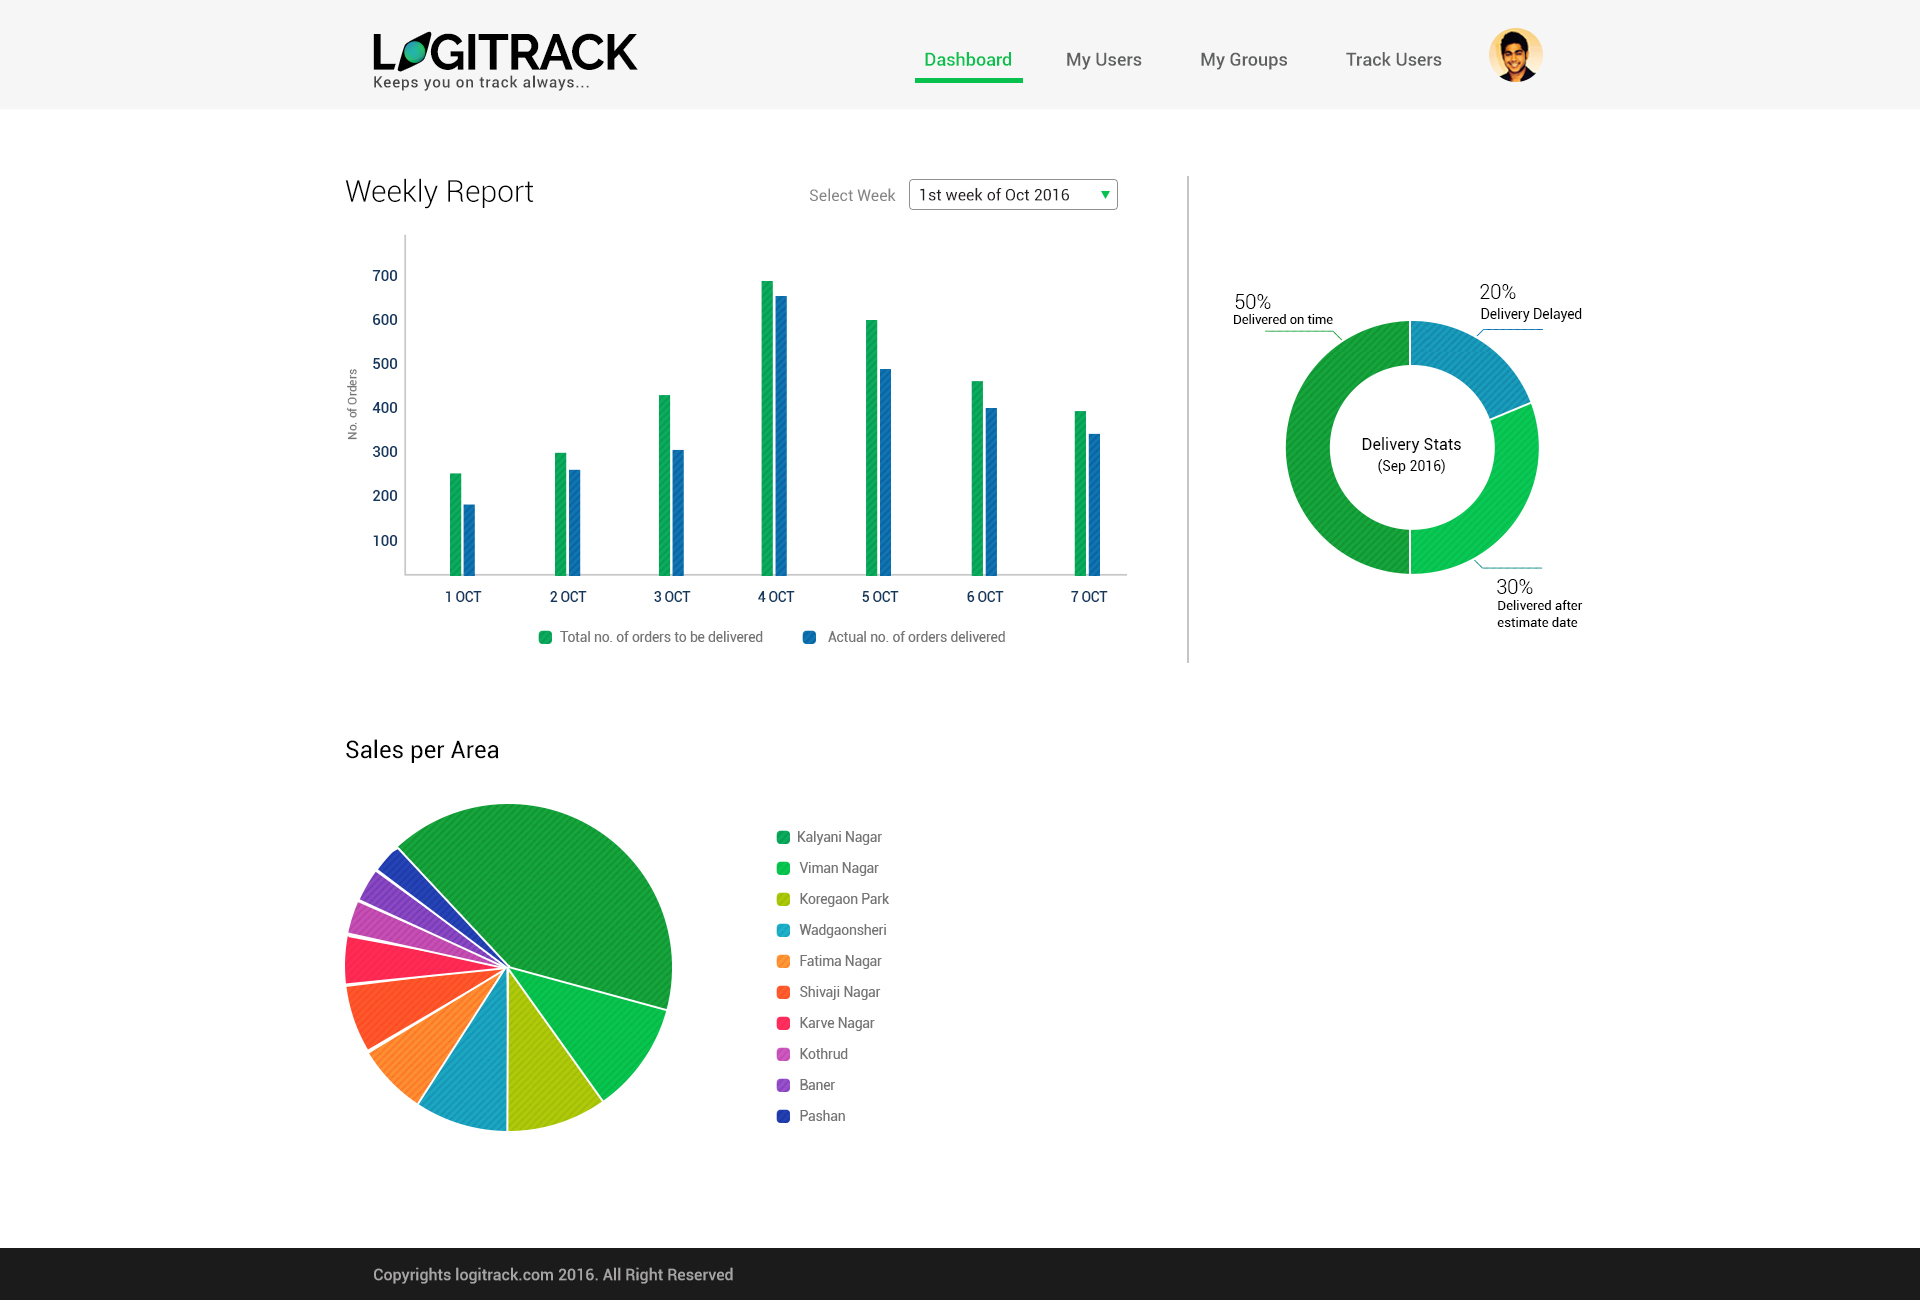 LOGITRACK
Keeps you on track always...
Dashboard
My Users
My Groups
Track Users
Weekly Report
Select Week
1st week of Oct 2016
No. of Orders
700
600
500
400
300
200
100
1 OCT
2 OCT
3 OCT
4 OCT
5 OCT
6 OCT
7 OCT
Total no. of orders to be delivered
Actual no. of orders delivered
50%
Delivered on time
20%
Delivery Delayed
Delivery Stats
(Sep 2016)
30%
Delivered after
estimate date
Sales per Area
Kalyani Nagar
Viman Nagar
Koregaon Park
Wadgaonsheri
Fatima Nagar
Shivaji Nagar
Karve Nagar
Kothrud
Baner
Pashan
Copyrights logitrack.com 2016. All Right Reserved